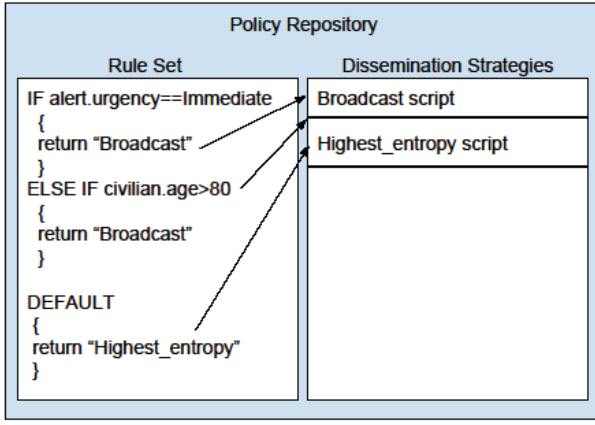 Policy Repository
Rule Set
IF alert.urgency==Immediate
{
return “Broadcast”
}
ELSE IF civilian.age>80
{
return “Broadcast”
}
DEFAULT
{
return “Highest_entropy”
}
Dissemination Strategies
Broadcast script
Highest_entropy script